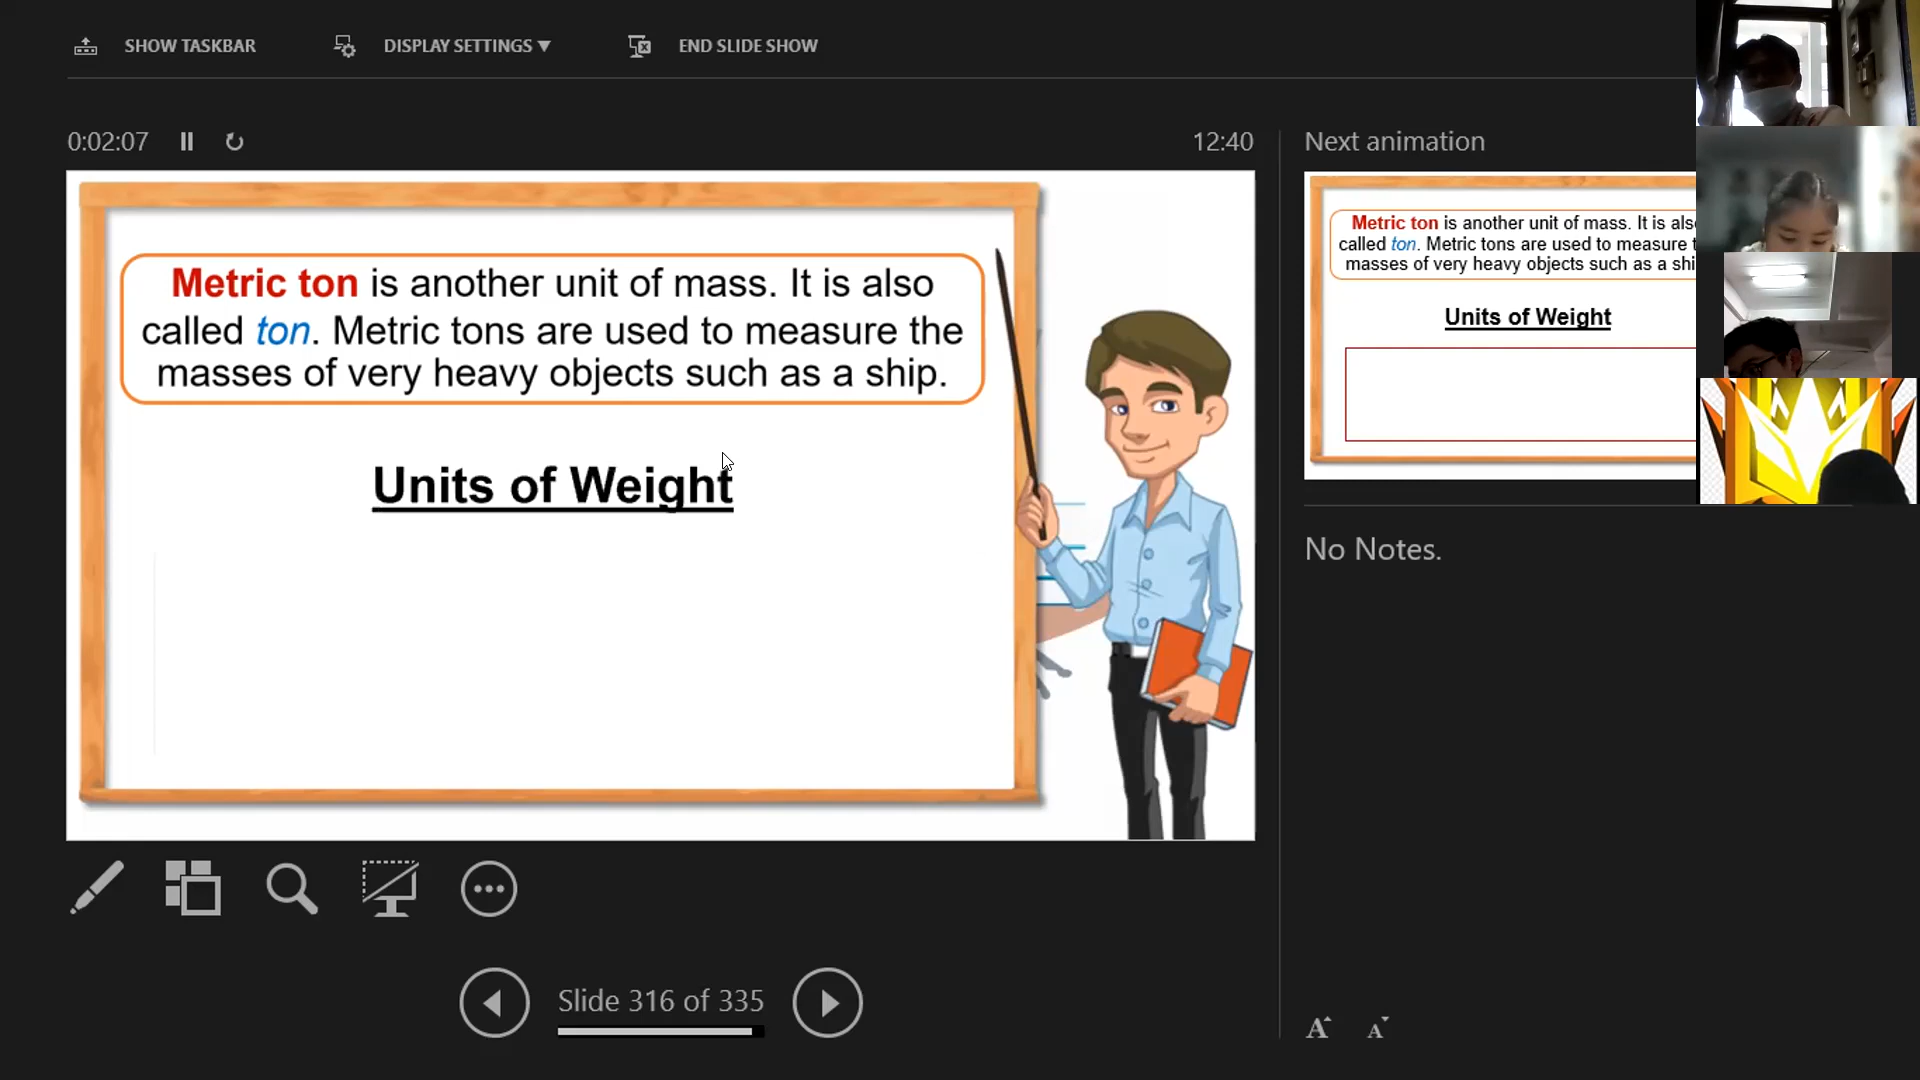 SHOW TASKBAR
DISPLAY SETTINGS ▼
END SLIDE SHOW
0:02:07
12:40
Metric ton is another unit of mass. It is also
called ton. Metric tons are used to measure the
masses of very heavy objects such as a ship.
Units of Weight
Slide 316 of 335
Next animation
Metric ton is another unit of mass. It is
called ton. Metric tons are used to measure
masses of very heavy objects such as a
Units of Weight
No Notes.
A
A